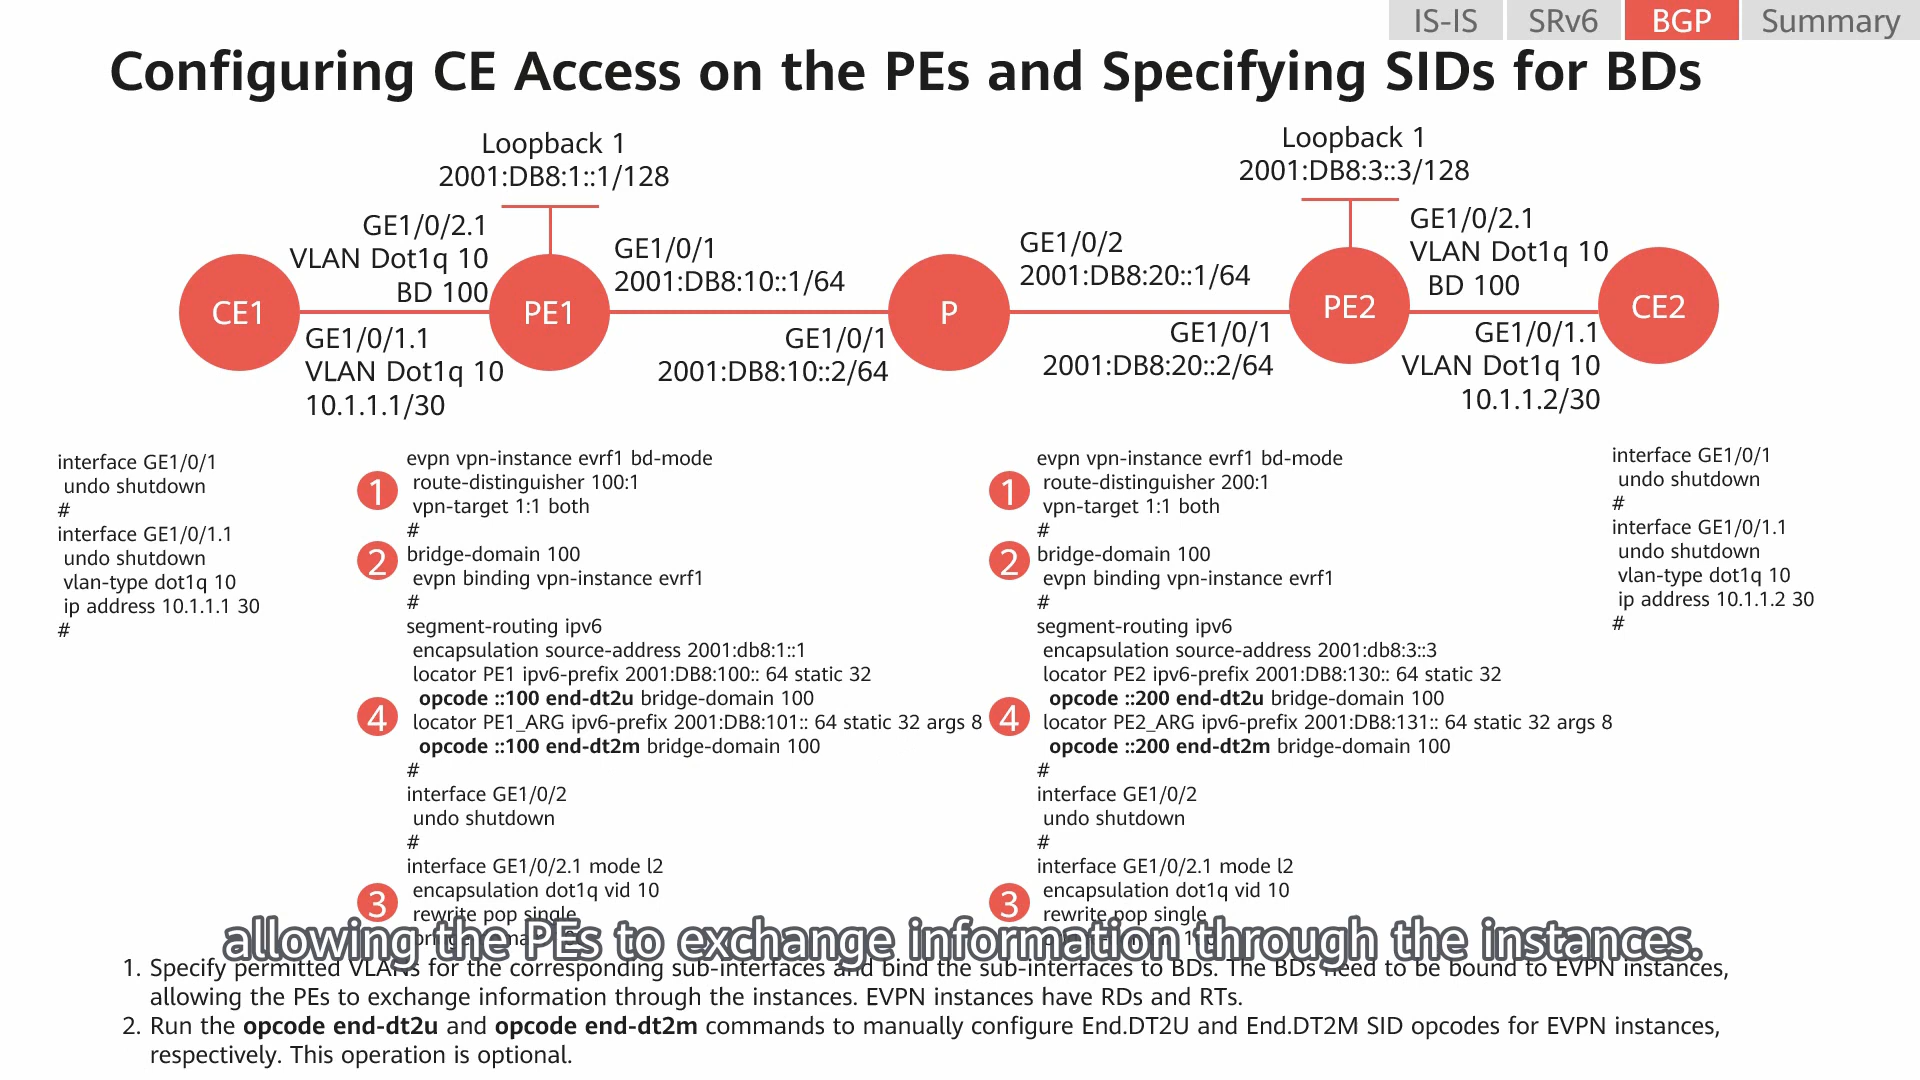 IS-IS
SRv6
BGP
Summary
Configuring CE Access on the PEs and Specifying SIDs for BDs
Loopback 1
2001:DB8:1::1/128
Loopback 1
2001:DB8:3::3/128
GE1/0/2.1
VLAN Dot1q 10
BD 100
GE1/0/1
2001:DB8:10::1/64
GE1/0/2
2001:DB8:20::1/64
GE1/0/2.1
VLAN Dot1q 10
BD 100
CE1
PE1
P
PE2
CE2
GE1/0/1.1
VLAN Dot1q 10
10.1.1.1/30
GE1/0/1
2001:DB8:10::2/64
GE1/0/1
2001:DB8:20::2/64
GE1/0/1.1
VLAN Dot1q 10
10.1.1.2/30
interface GE1/0/1
undo shutdown
#
interface GE1/0/1.1
undo shutdown
vlan-type dot1q 10
ip address 10.1.1.1 30
#
1
evpn vpn-instance evrf1 bd-mode
route-distinguisher 100:1
vpn-target 1:1 both
#
2
bridge-domain 100
evpn binding vpn-instance evrf1
#
segment-routing ipv6
encapsulation source-address 2001:db8:1::1
locator PE1 ipv6-prefix 2001:DB8:100:: 64 static 32
opcode ::100 end-dt2u bridge-domain 100
4
locator PE1_ARG ipv6-prefix 2001:DB8:101:: 64 static 32 args 8
opcode ::100 end-dt2m bridge-domain 100
#
interface GE1/0/2
undo shutdown
#
interface GE1/0/2.1 mode l2
encapsulation dot1q vid 10
3
rewrite pop single
1
evpn vpn-instance evrf1 bd-mode
route-distinguisher 200:1
vpn-target 1:1 both
#
2
bridge-domain 100
evpn binding vpn-instance evrf1
#
segment-routing ipv6
encapsulation source-address 2001:db8:3::3
locator PE2 ipv6-prefix 2001:DB8:130:: 64 static 32
opcode ::200 end-dt2u bridge-domain 100
4
locator PE2_ARG ipv6-prefix 2001:DB8:131:: 64 static 32 args 8
opcode ::200 end-dt2m bridge-domain 100
#
interface GE1/0/2
undo shutdown
#
interface GE1/0/2.1 mode l2
encapsulation dot1q vid 10
3
rewrite pop single
interface GE1/0/1
undo shutdown
#
interface GE1/0/1.1
undo shutdown
vlan-type dot1q 10
ip address 10.1.1.2 30
#
allowing the PEs to exchange information through the instances.
1. Specify permitted VLANs for the corresponding sub-interfaces and bind the sub-interfaces to BDs. The BDs need to be bound to EVPN instances,
allowing the PEs to exchange information through the instances. EVPN instances have RDs and RTs.
2. Run the opcode end-dt2u and opcode end-dt2m commands to manually configure End.DT2U and End.DT2M SID opcodes for EVPN instances,
respectively. This operation is optional.